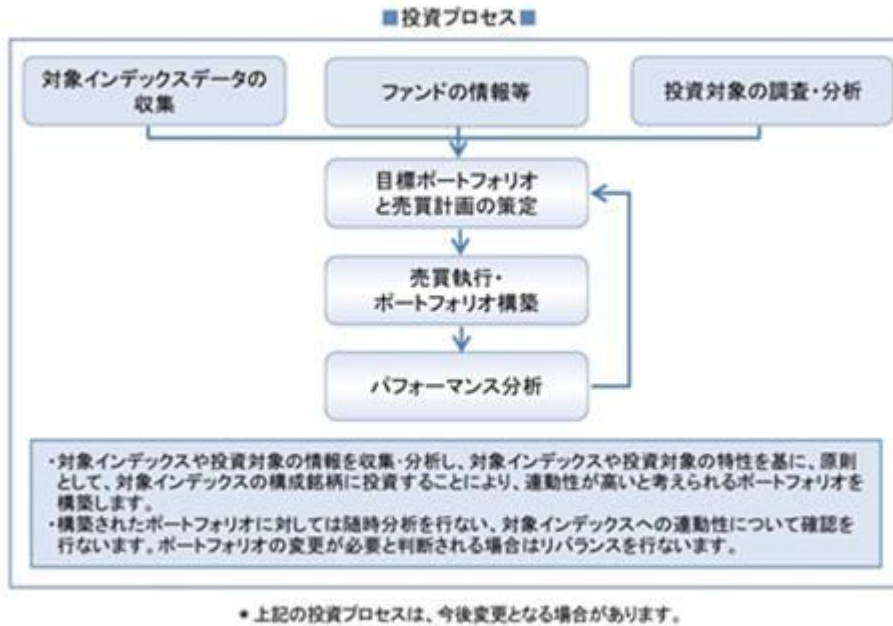 ■投資プロセス■
対象インデックスデータの
収集
ファンドの情報等
投資対象の調査・分析
目標ポートフォリオ
と売買計画の策定
売買執行・
ポートフォリオ構築
パフォーマンス分析
・対象インデックスや投資対象の情報を収集・分析し、対象インデックスや投資対象の特性を基に、原則
として、対象インデックスの構成銘柄に投資することにより、連動性が高いと考えられるポートフォリオを
構築します。
・構築されたポートフォリオに対しては随時分析を行ない、対象インデックスへの連動性について確認を
行ないます。ポートフォリオの変更が必要と判断される場合はリバランスを行ないます。
* 上記の投資プロセスは、今後変更となる場合があります。